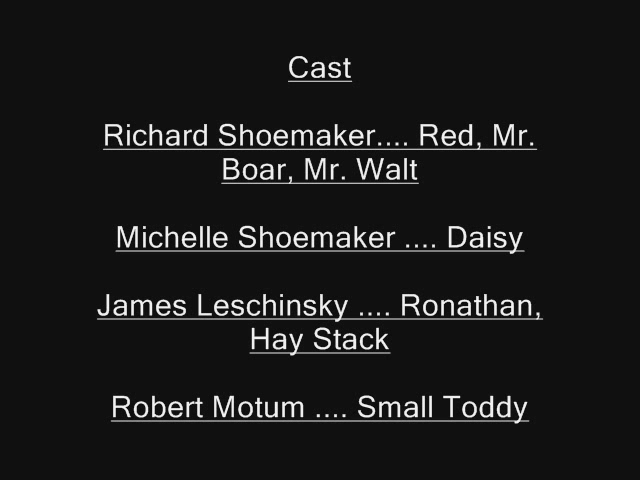 Cast
Richard Shoemaker.... Red, Mr.
Boar, Mr. Walt
Michelle Shoemaker .... Daisy
James Leschinsky .... Ronathan,
Hay Stack
Robert Motum .... Small Toddy